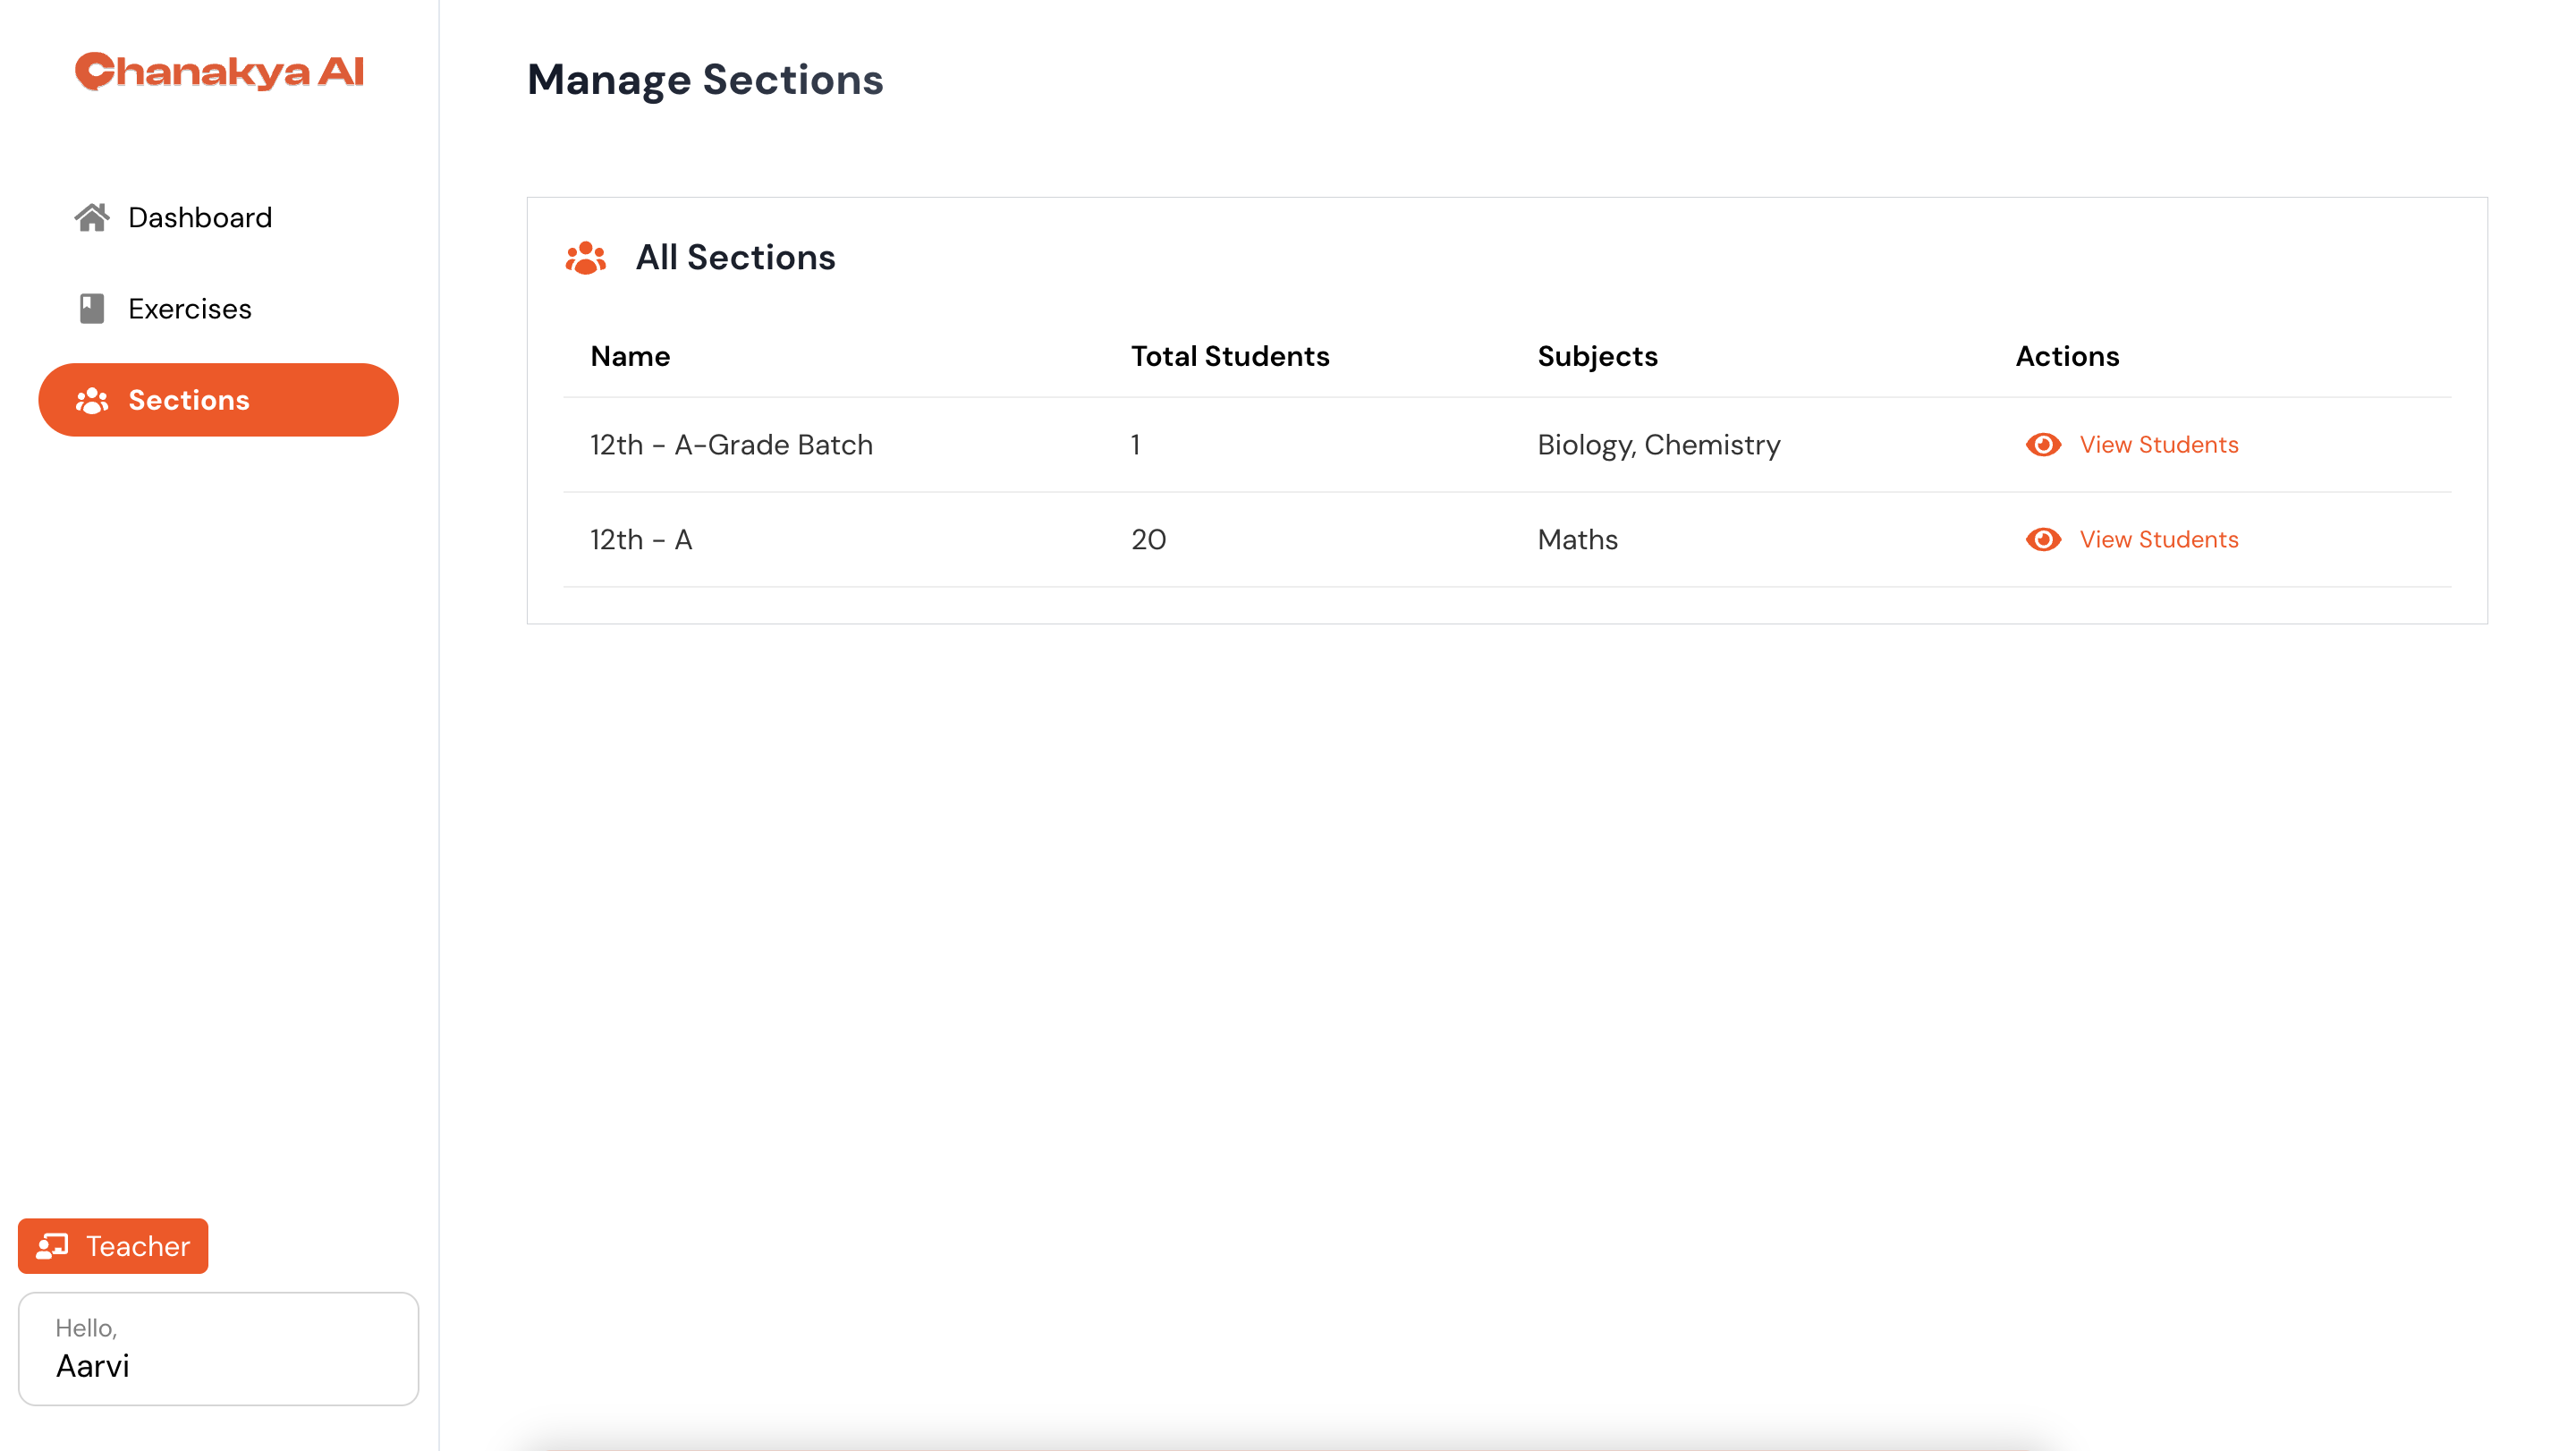 Chanakya AI
Dashboard
Exercises
Sections
Teacher
Hello,
Aarvi
Manage Sections
All Sections
Name Total Students Subjects Actions
12th - A-Grade Batch 1 Biology, Chemistry View Students
12th - A 20 Maths View Students